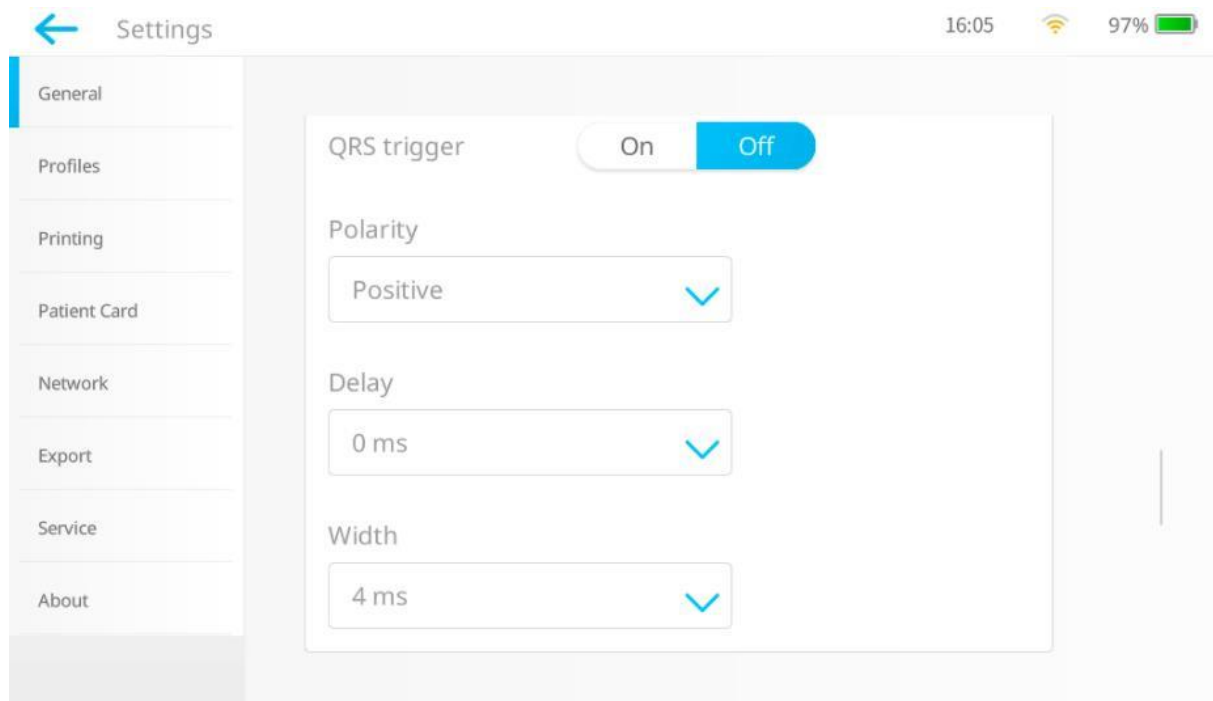 Settings
16:05
97%
General
Profiles
Printing
Patient Card
Network
Export
Service
About
QRS trigger
On
Off
Polarity
Positive
Delay
0 ms
Width
4 ms